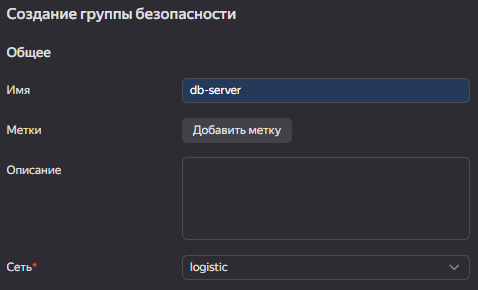 Создание группы безопасности
Общее
Имя db-server
Метки Добавить метку
Описание
Сеть* logistic